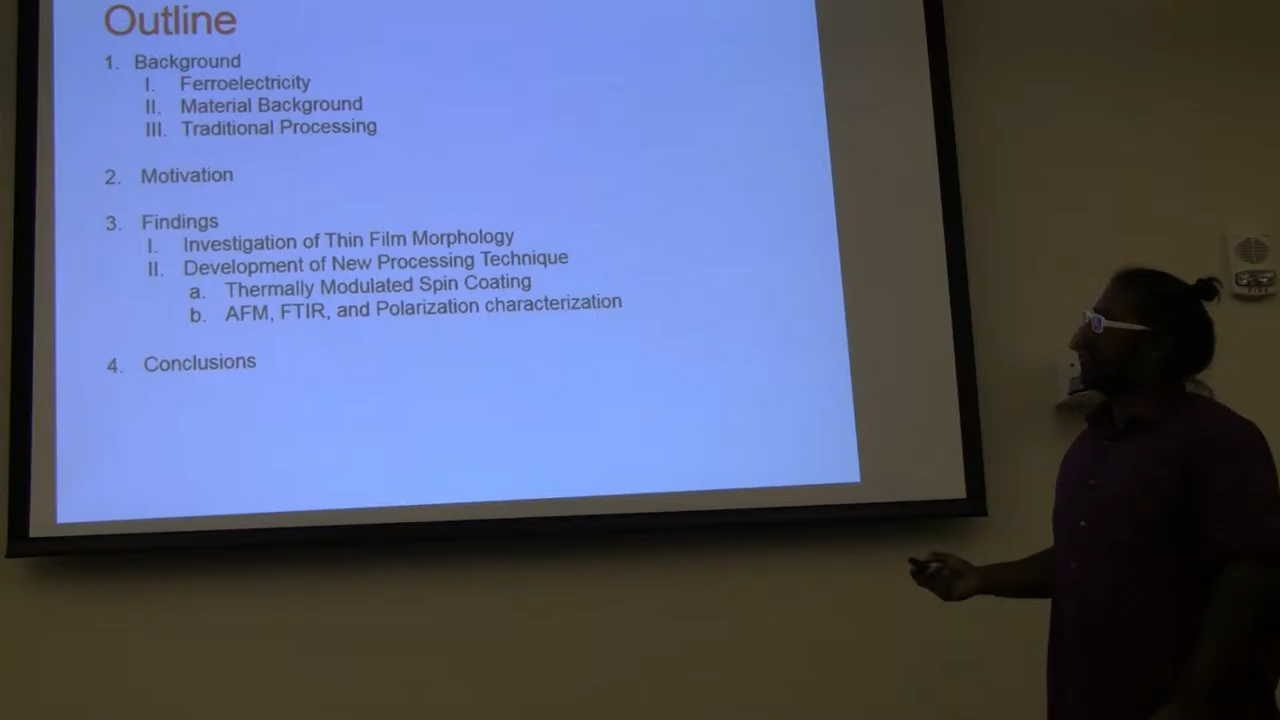 Outline
1. Background
I. Ferroelectricity
II. Material Background
III. Traditional Processing
2. Motivation
3. Findings
I. Investigation of Thin Film Morphology
II. Development of New Processing Technique
a. Thermally Modulated Spin Coating
b. AFM, FTIR, and Polarization characterization
4. Conclusions